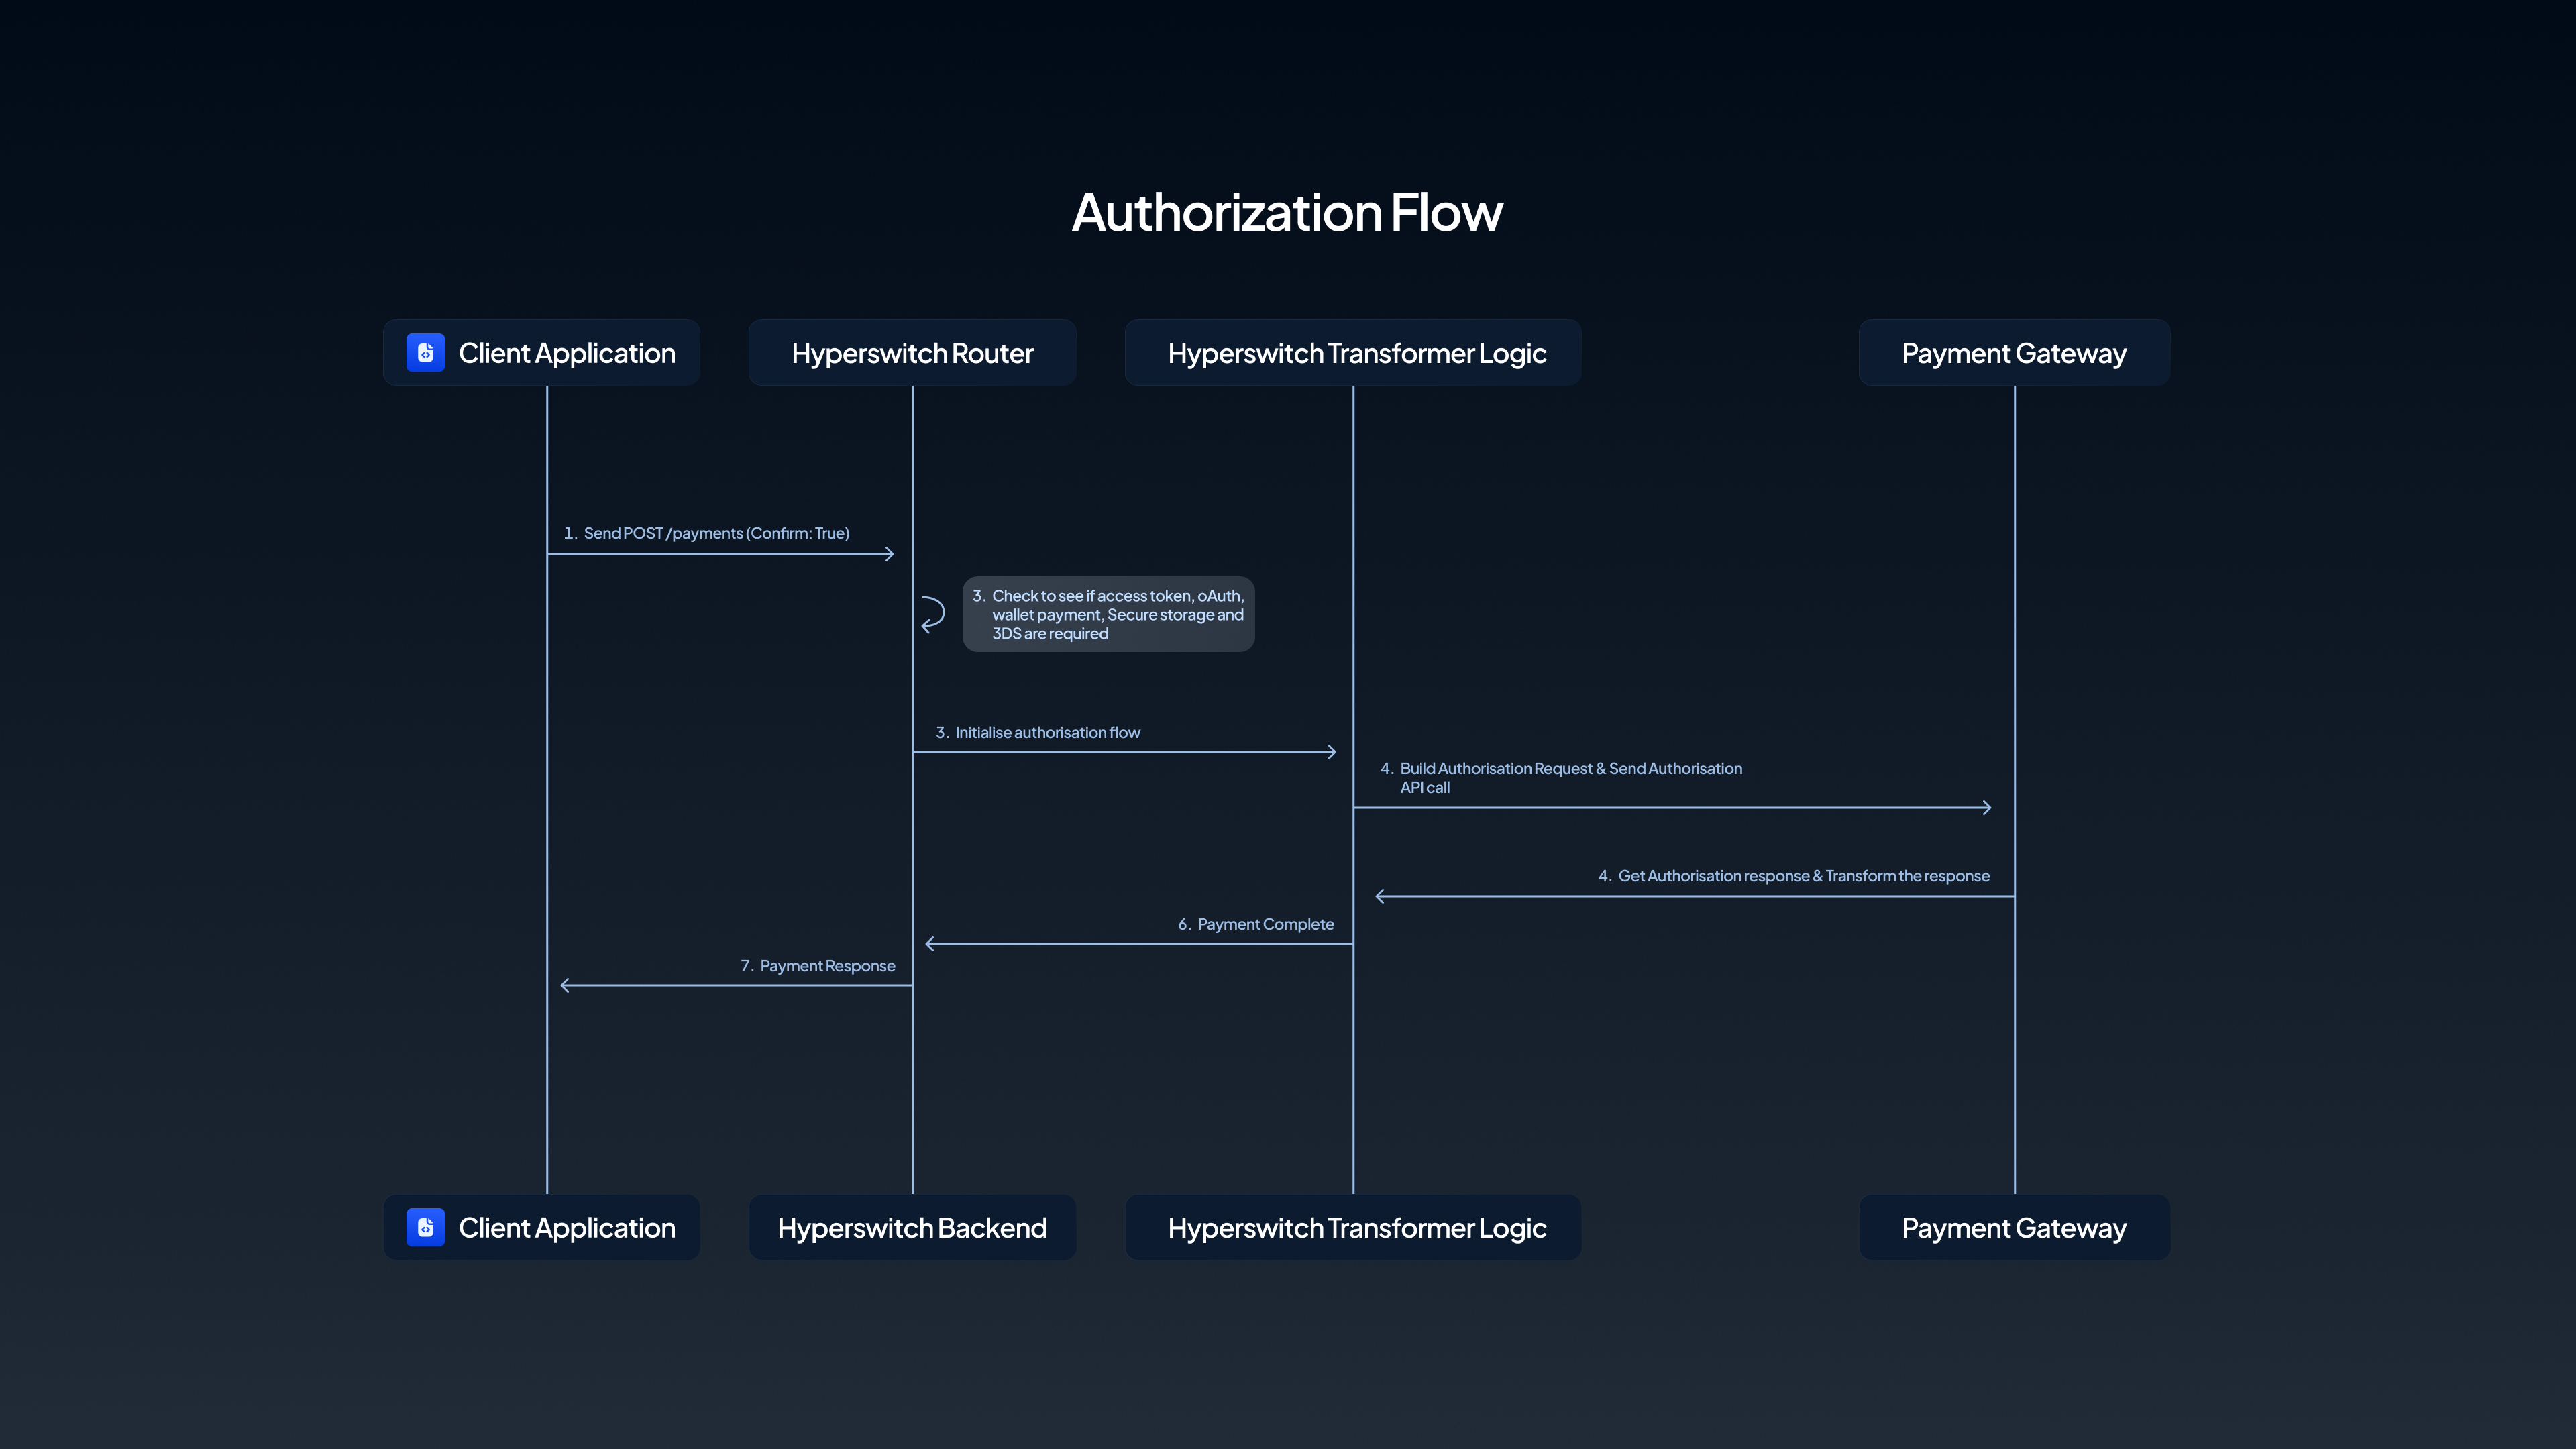 Authorization Flow
Client Application
Hyperswitch Router
Hyperswitch Transformer Logic
Payment Gateway
1. Send POST /payments (Confirm: True)
3. Check to see if access token, oAuth,
wallet payment, Secure storage and
3DS are required
3. Initialise authorisation flow
4. Build Authorisation Request & Send Authorisation
API call
4. Get Authorisation response & Transform the response
6. Payment Complete
7. Payment Response
Client Application
Hyperswitch Backend
Hyperswitch Transformer Logic
Payment Gateway